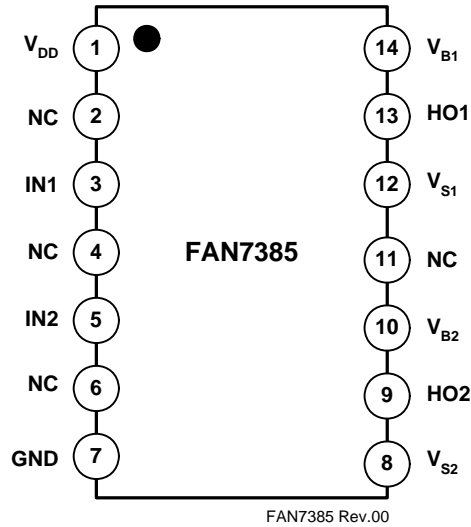 V_DD 1 14 V_B1
NC 2 13 HO1
IN1 3 12 V_S1
NC 4 FAN7385 11 NC
IN2 5 10 V_B2
NC 6 9 HO2
GND 7 8 V_S2
FAN7385 Rev.00